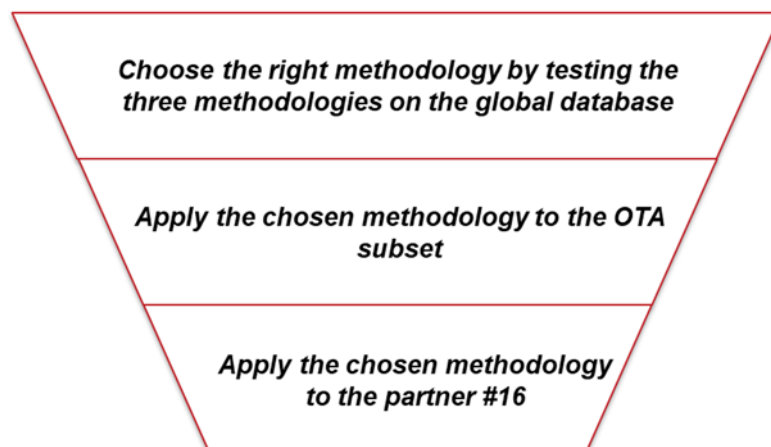 Choose the right methodology by testing the
three methodologies on the global database
Apply the chosen methodology to the OTA
subset
Apply the chosen methodology
to the partner #16